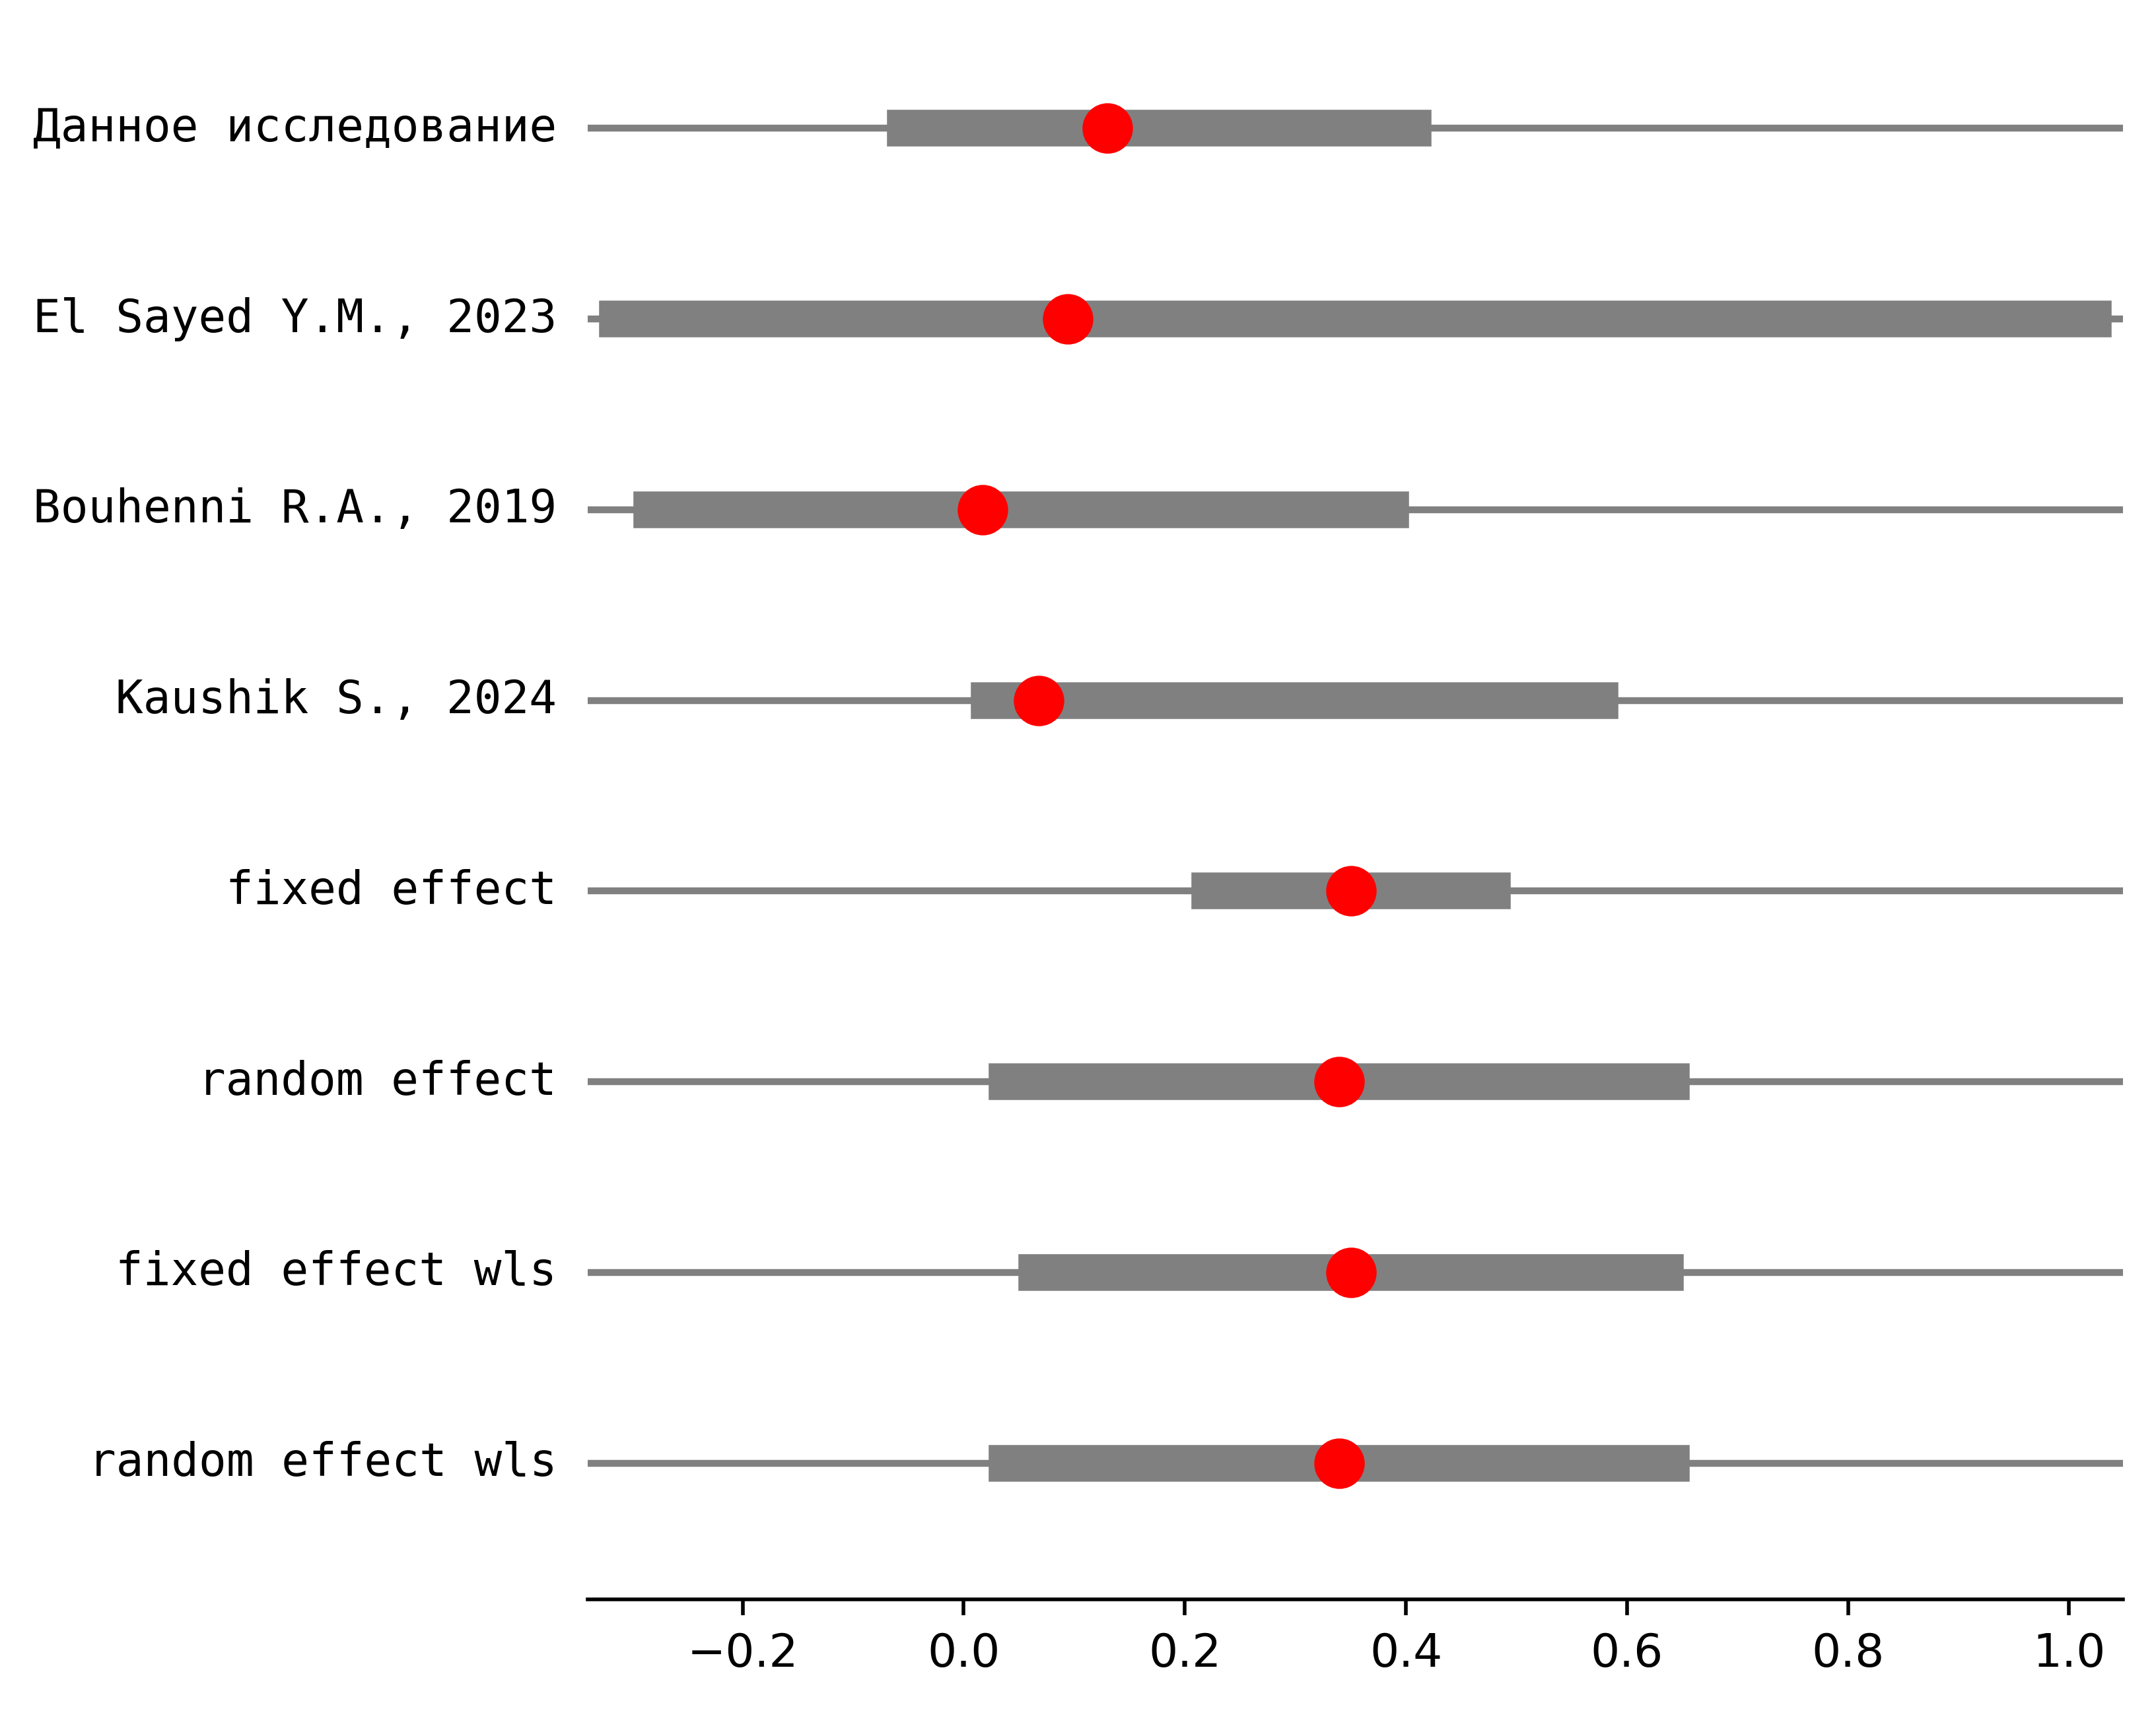 Данное исследование
El Sayed Y.M., 2023
Bouhenni R.A., 2019
Kaushik S., 2024
fixed effect
random effect
fixed effect wls
random effect wls
−0.2 0.0 0.2 0.4 0.6 0.8 1.0